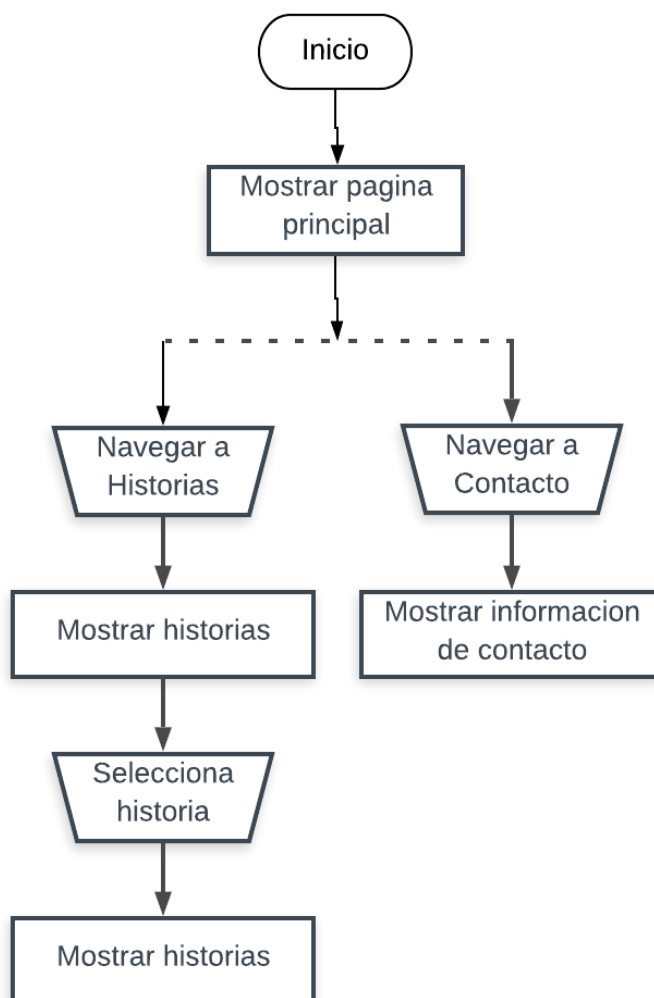 Inicio
Mostrar pagina
principal
Navegar a
Historias
Navegar a
Contacto
Mostrar historias
Mostrar informacion
de contacto
Selecciona
historia
Mostrar historias